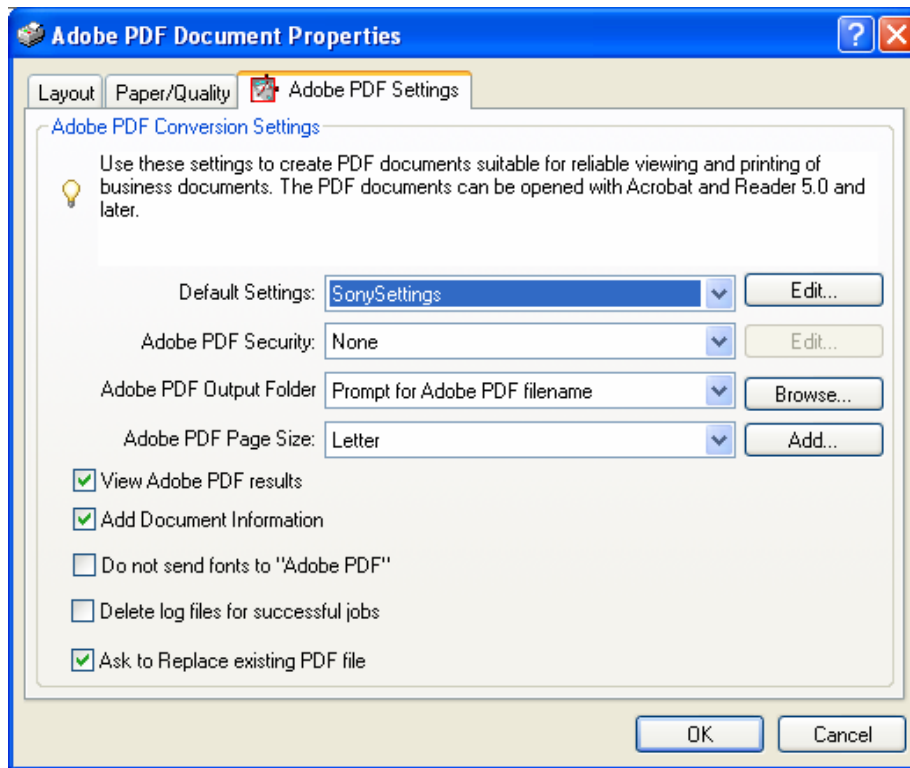 Adobe PDF Document Properties
Layout Paper/Quality Adobe PDF Settings
Adobe PDF Conversion Settings
Use these settings to create PDF documents suitable for reliable viewing and printing of
business documents. The PDF documents can be opened with Acrobat and Reader 5.0 and
later.
Default Settings: SonySettings Edit...
Adobe PDF Security: None Edit...
Adobe PDF Output Folder Prompt for Adobe PDF filename Browse...
Adobe PDF Page Size: Letter Add...
View Adobe PDF results
Add Document Information
Do not send fonts to "Adobe PDF"
Delete log files for successful jobs
Ask to Replace existing PDF file
OK Cancel